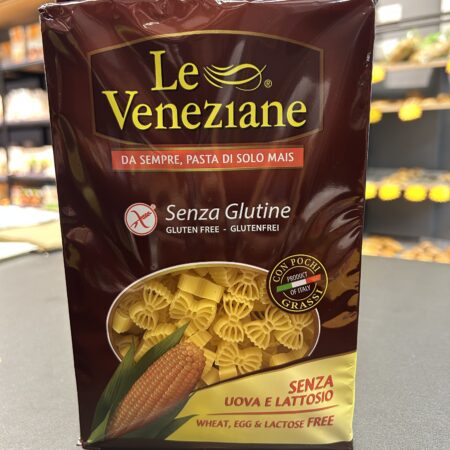 Le
Veneziane®
DA SEMPRE, PASTA DI SOLO MAIS
Senza Glutine
GLUTEN FREE - GLUTENFREI
CON POCHI
PRODUCT
OF ITALY
GRASSI
SENZA
UOVA E LATTOSIO
WHEAT, EGG & LACTOSE FREE